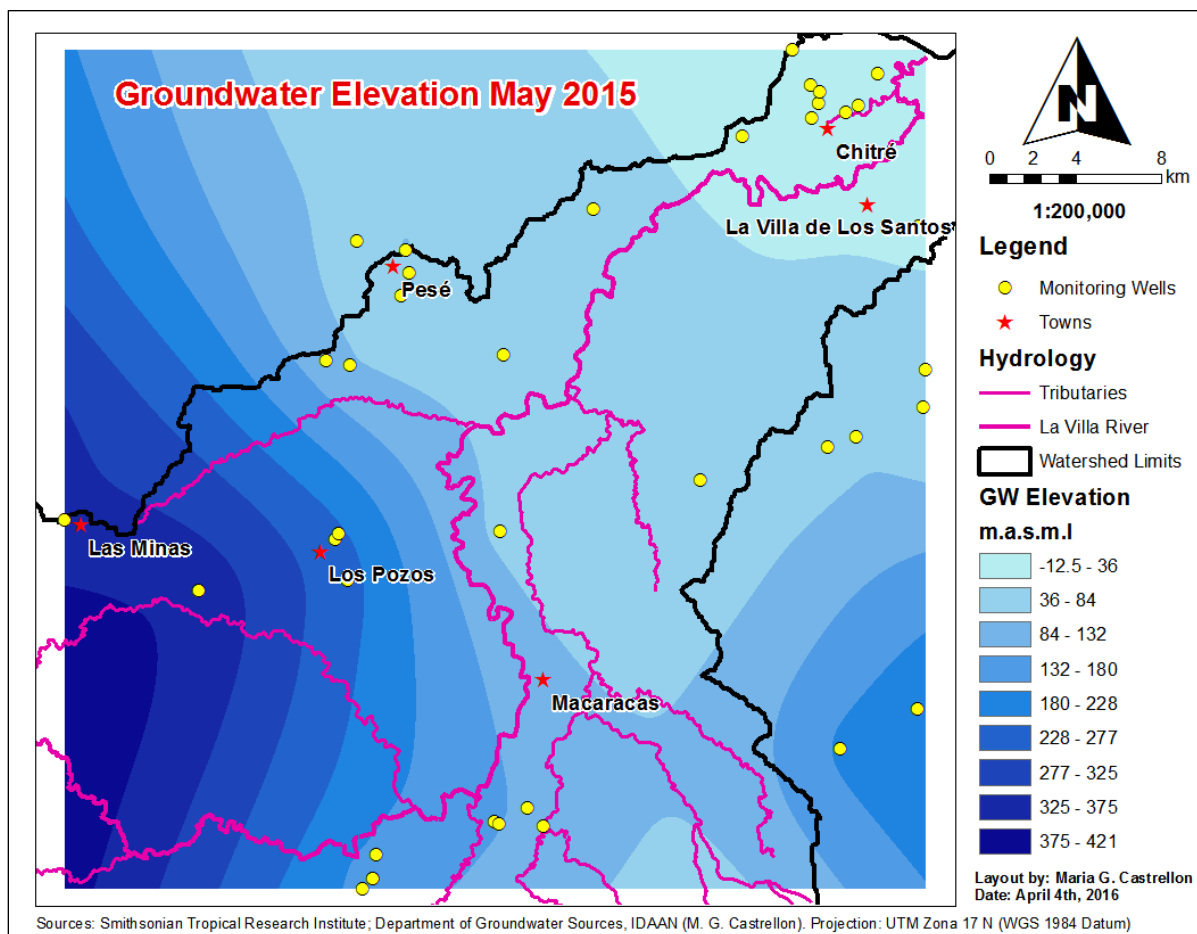 Groundwater Elevation May 2015
Chitré
La Villa de Los Santos
Pesé
Las Minas
Los Pozos
Macaracas
N
0 2 4 8
km
1:200,000
Legend
Monitoring Wells
Towns
Hydrology
Tributaries
La Villa River
Watershed Limits
GW Elevation
m.a.s.m.l
-12.5 - 36
36 - 84
84 - 132
132 - 180
180 - 228
228 - 277
277 - 325
325 - 375
375 - 421
Layout by: Maria G. Castrellon
Date: April 4th, 2016
Sources: Smithsonian Tropical Research Institute; Department of Groundwater Sources, IDAAN (M. G. Castrellon). Projection: UTM Zona 17 N (WGS 1984 Datum)